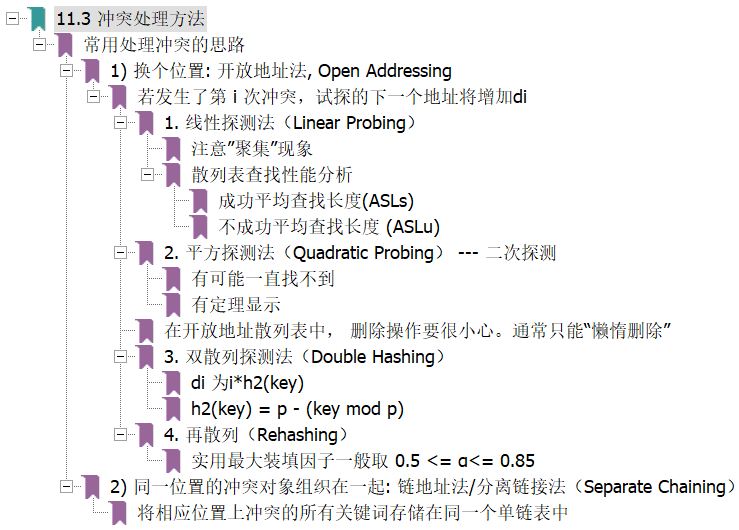 11.3 冲突处理方法
常用处理冲突的思路
1) 换个位置: 开放地址法, Open Addressing
若发生了第 i 次冲突，试探的下一个地址将增加di
1. 线性探测法（Linear Probing）
注意”聚集”现象
散列表查找性能分析
成功平均查找长度(ASLs)
不成功平均查找长度 (ASLu)
2. 平方探测法（Quadratic Probing） --- 二次探测
有可能一直找不到
有定理显示
在开放地址散列表中， 删除操作要很小心。通常只能“懒惰删除”
3. 双散列探测法（Double Hashing）
di 为i*h2(key)
h2(key) = p - (key mod p)
4. 再散列（Rehashing）
实用最大装填因子一般取 0.5 <= α<= 0.85
2) 同一位置的冲突对象组织在一起: 链地址法/分离链接法（Separate Chaining）
将相应位置上冲突的所有关键词存储在同一个单链表中